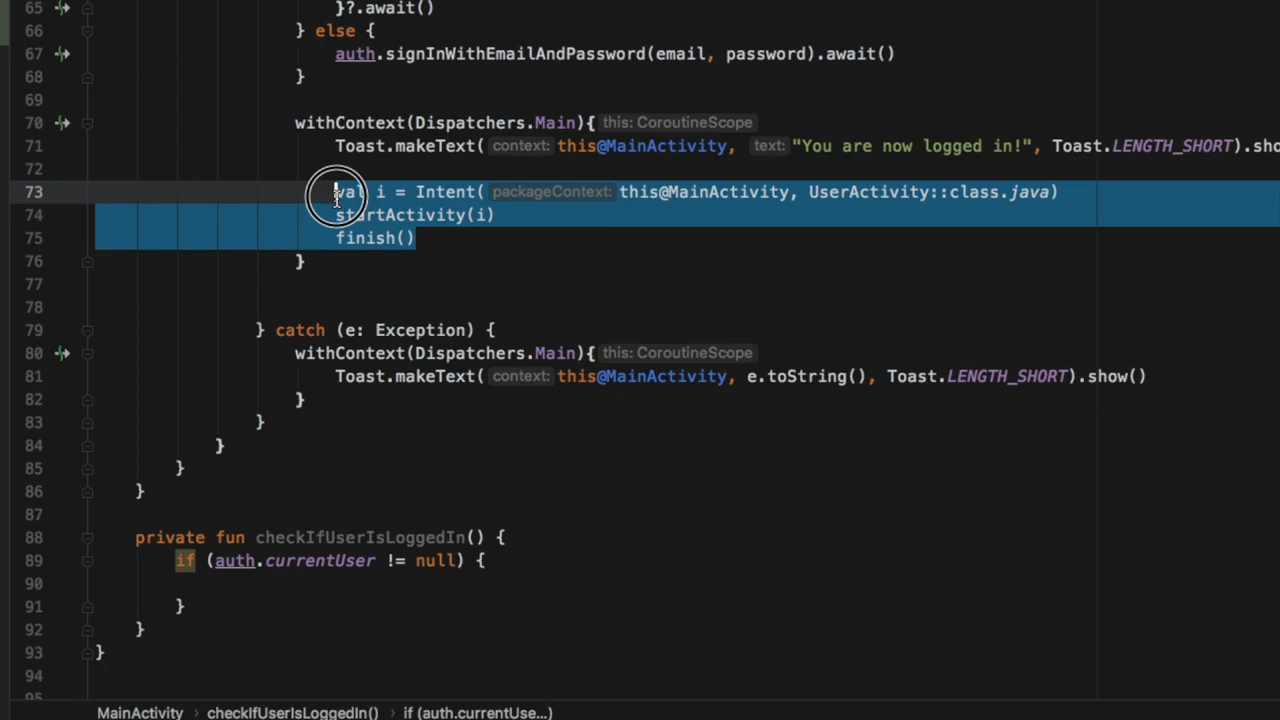 65 }?.await()
66 } else {
67 auth.signInWithEmailAndPassword(email, password).await()
68 }
69
70 withContext(Dispatchers.Main){ this: CoroutineScope
71 Toast.makeText( context: this@MainActivity, text: "You are now logged in!", Toast.LENGTH_SHORT).sho
72
73 val i = Intent( packageContext: this@MainActivity, UserActivity::class.java)
74 startActivity(i)
75 finish()
76 }
77
78
79 } catch (e: Exception) {
80 withContext(Dispatchers.Main){ this: CoroutineScope
81 Toast.makeText( context: this@MainActivity, e.toString(), Toast.LENGTH_SHORT).show()
82 }
83 }
84 }
85 }
86 }
87
88 private fun checkIfUserIsLoggedIn() {
89 if (auth.currentUser != null) {
90
91 }
92 }
93 }
94
95
MainActivity › checkIfUserIsLoggedIn() › if (auth.currentUse...)